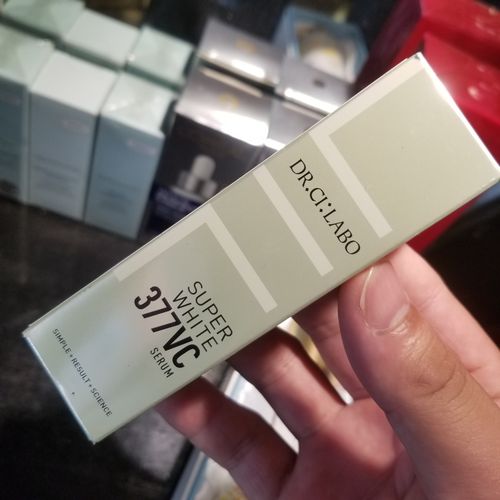 DR.CI:LABO
SUPER
WHITE
377VC
SERUM
SIMPLE+RESULT+SCIENCE